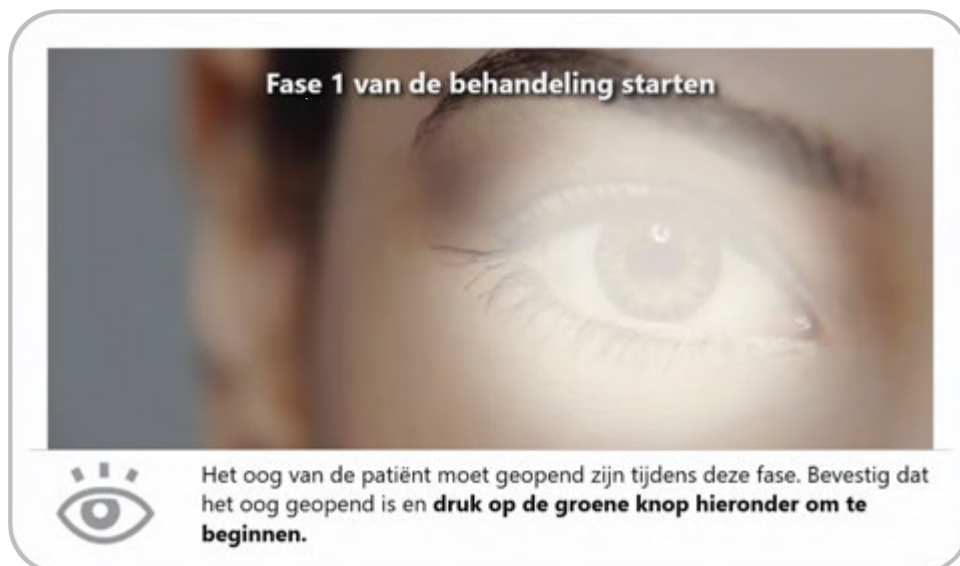 Fase 1 van de behandeling starten
Het oog van de patiënt moet geopend zijn tijdens deze fase. Bevestig dat
het oog geopend is en druk op de groene knop hieronder om te
beginnen.